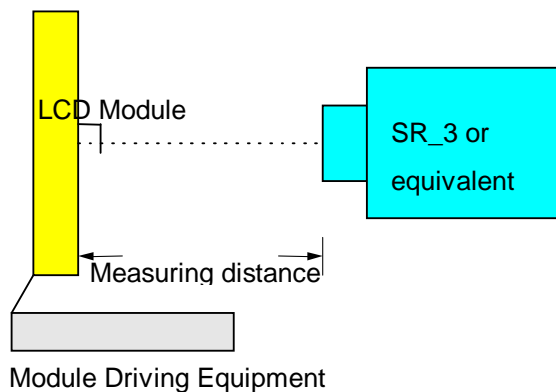 LCD Module
SR_3 or
equivalent
Measuring distance
Module Driving Equipment